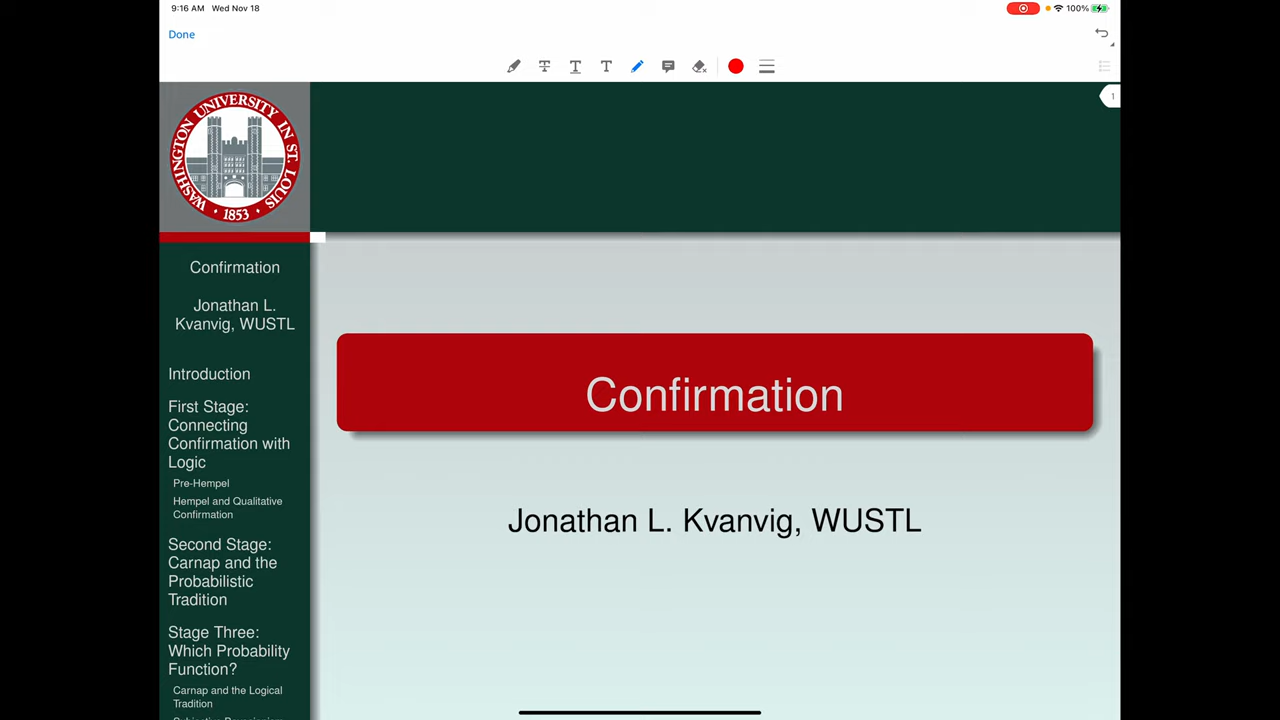 9:16 AM Wed Nov 18
100%
Done
T T T
1
WASHINGTON UNIVERSITY IN ST. LOUIS
1853
Confirmation
Jonathan L.
Kvanvig, WUSTL
Introduction
First Stage:
Connecting
Confirmation with
Logic
Pre-Hempel
Hempel and Qualitative
Confirmation
Second Stage:
Carnap and the
Probabilistic
Tradition
Stage Three:
Which Probability
Function?
Carnap and the Logical
Tradition
Confirmation
Jonathan L. Kvanvig, WUSTL